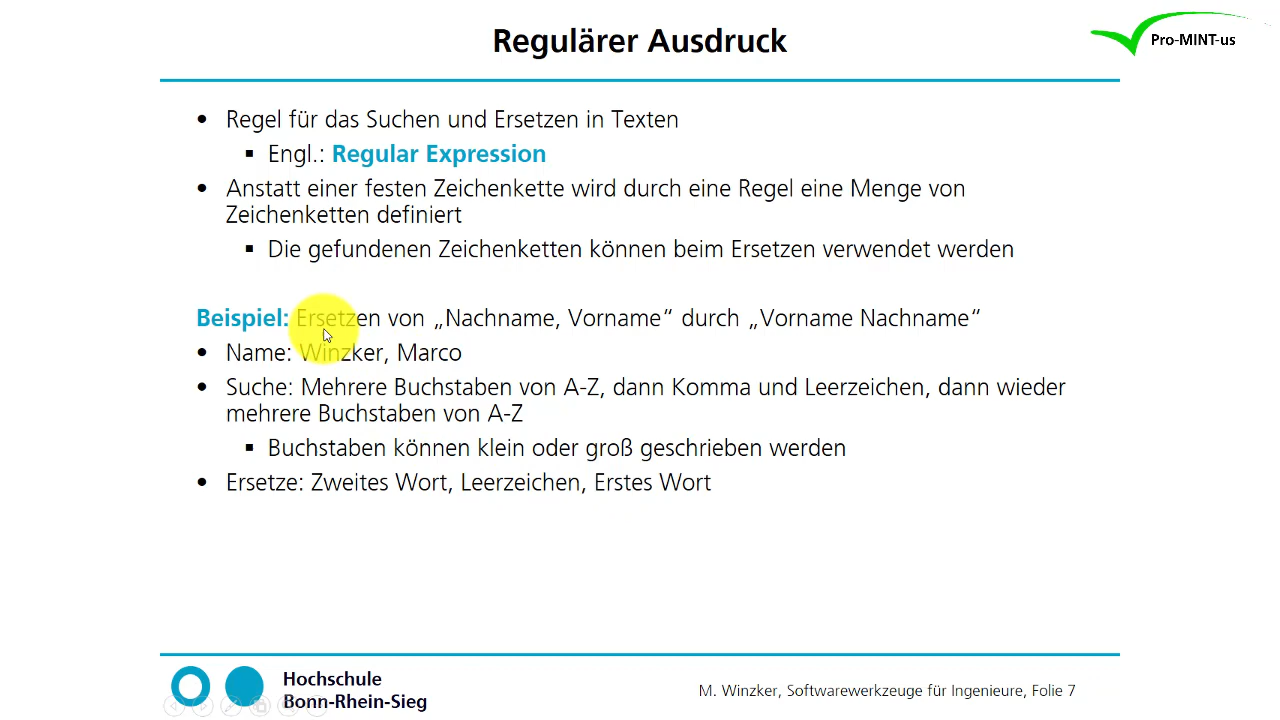 Regulärer Ausdruck
Pro-MINT-us
• Regel für das Suchen und Ersetzen in Texten
▪ Engl.: Regular Expression
• Anstatt einer festen Zeichenkette wird durch eine Regel eine Menge von
Zeichenketten definiert
▪ Die gefundenen Zeichenketten können beim Ersetzen verwendet werden
Beispiel: Ersetzen von „Nachname, Vorname“ durch „Vorname Nachname“
• Name: Winzker, Marco
• Suche: Mehrere Buchstaben von A-Z, dann Komma und Leerzeichen, dann wieder
mehrere Buchstaben von A-Z
▪ Buchstaben können klein oder groß geschrieben werden
• Ersetze: Zweites Wort, Leerzeichen, Erstes Wort
Hochschule
Bonn-Rhein-Sieg
M. Winzker, Softwarewerkzeuge für Ingenieure, Folie 7